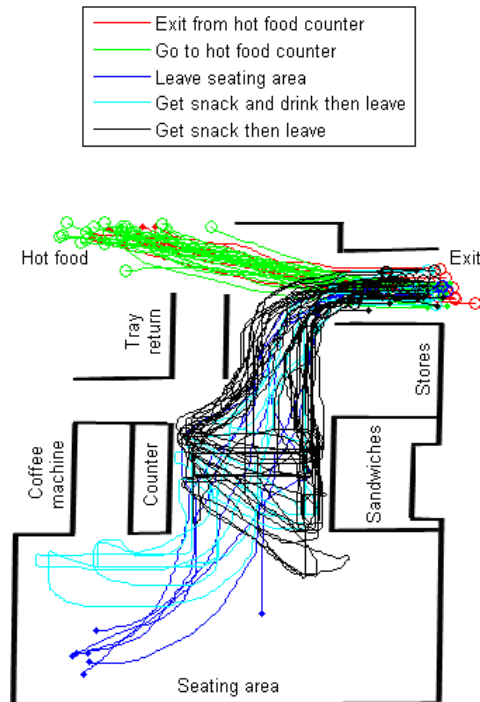 Exit from hot food counter
Go to hot food counter
Leave seating area
Get snack and drink then leave
Get snack then leave
Hot food
Exit
Tray
return
Stores
Coffee
machine
Counter
Sandwiches
Seating area